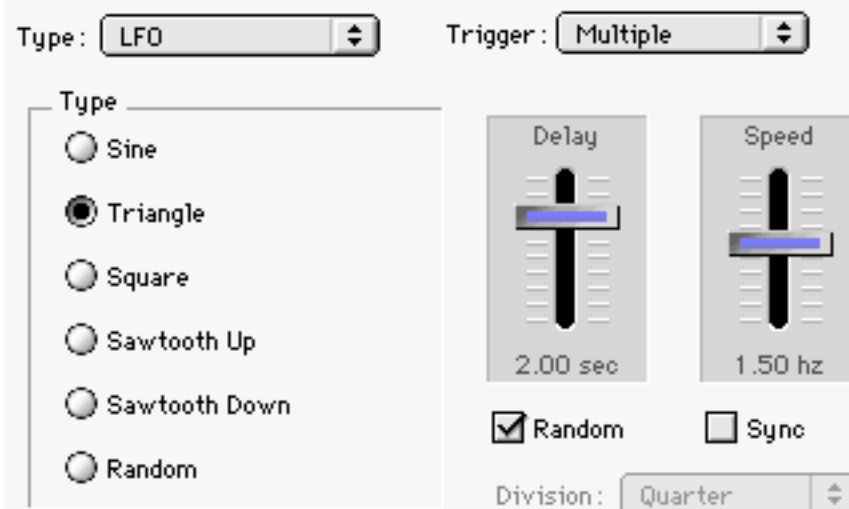 Type: LFO
Trigger: Multiple
Type
Sine
Triangle
Square
Sawtooth Up
Sawtooth Down
Random
Delay
2.00 sec
Random
Speed
1.50 hz
Sync
Division: Quarter